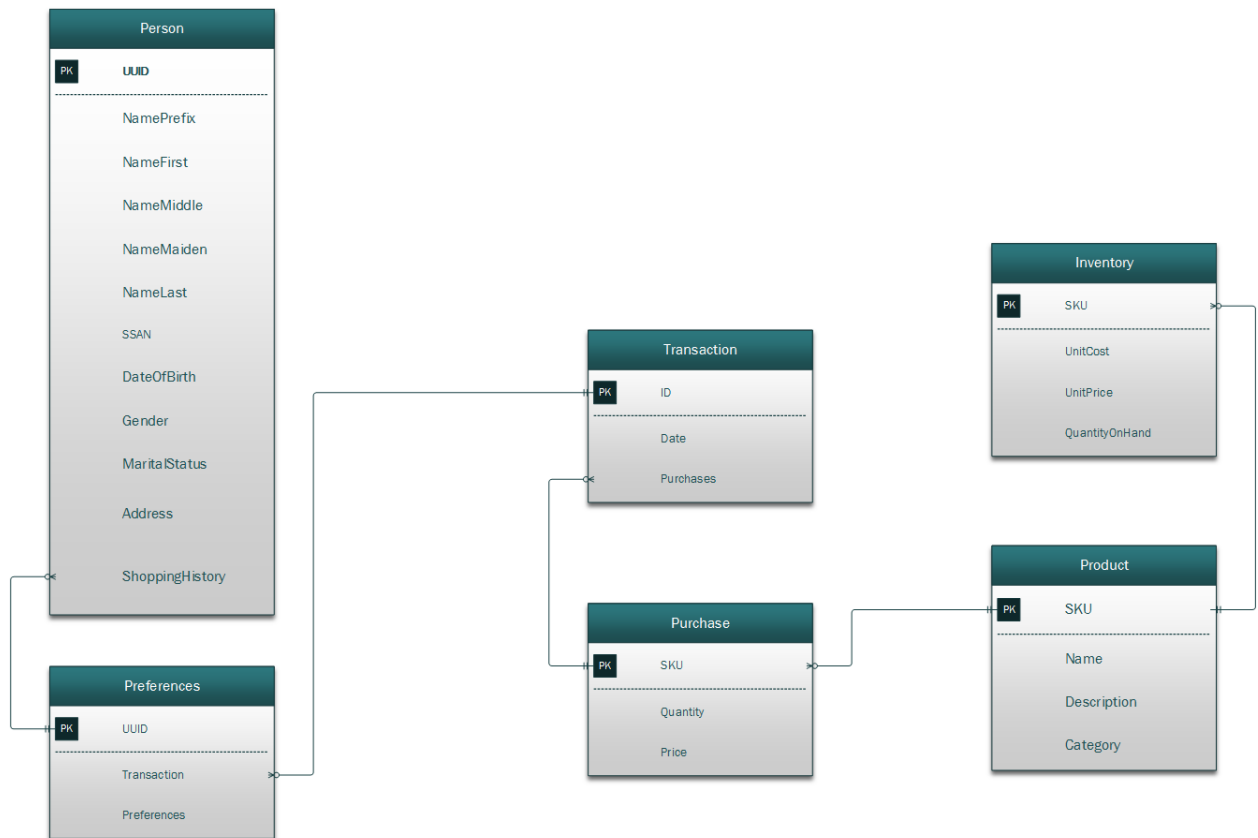 Person
PK UUID
NamePrefix
NameFirst
NameMiddle
NameMaiden
NameLast
SSAN
DateOfBirth
Gender
MaritalStatus
Address
ShoppingHistory
Preferences
PK UUID
Transaction
Preferences
Transaction
PK ID
Date
Purchases
Purchase
PK SKU
Quantity
Price
Inventory
PK SKU
UnitCost
UnitPrice
QuantityOnHand
Product
PK SKU
Name
Description
Category